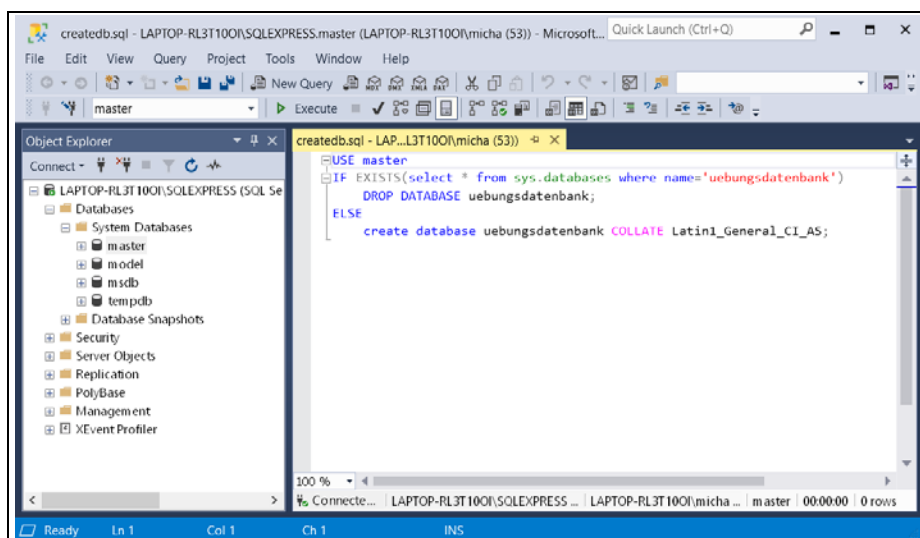 createdb.sql - LAPTOP-RL3T10OI\SQLEXPRESS.master (LAPTOP-RL3T10OI\micha (53)) - Microsoft... Quick Launch (Ctrl+Q)
File Edit View Query Project Tools Window Help
New Query
master Execute
Object Explorer
createdb.sql - LAP...L3T10OI\micha (53))
Connect
LAPTOP-RL3T10OI\SQLEXPRESS (SQL Se
Databases
System Databases
master
model
msdb
tempdb
Database Snapshots
Security
Server Objects
Replication
PolyBase
Management
XEvent Profiler
USE master
IF EXISTS(select * from sys.databases where name='uebungsdatenbank')
DROP DATABASE uebungsdatenbank;
ELSE
create database uebungsdatenbank COLLATE Latin1_General_CI_AS;
100 %
Connecte... LAPTOP-RL3T10OI\SQLEXPRESS ... LAPTOP-RL3T10OI\micha ... master 00:00:00 0 rows
Ready Ln 1 Col 1 Ch 1 INS